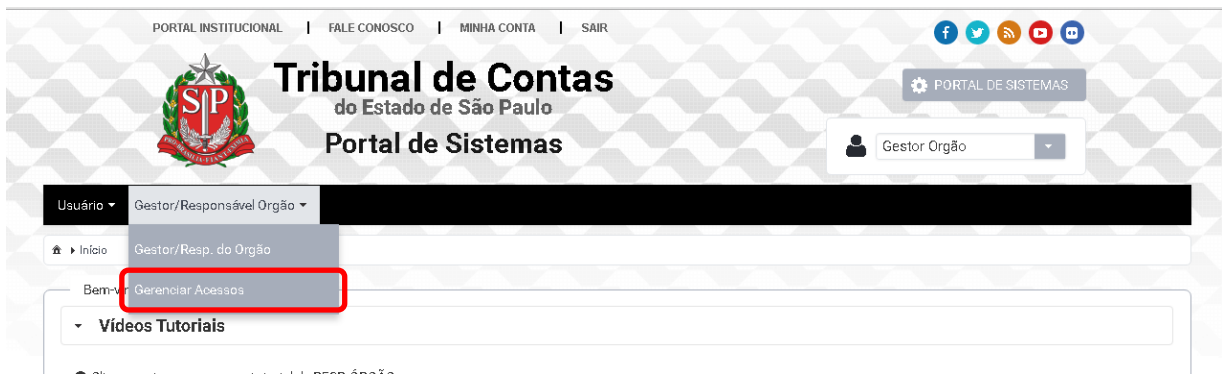 PORTAL INSTITUCIONAL | FALE CONOSCO | MINHA CONTA | SAIR
Tribunal de Contas
do Estado de São Paulo
Portal de Sistemas
SP
PORTAL DE SISTEMAS
Gestor Orgão
Usuário Gestor/Responsável Orgão
Início
Gestor/Resp. do Orgão
Gerenciar Acessos
Vídeos Tutoriais